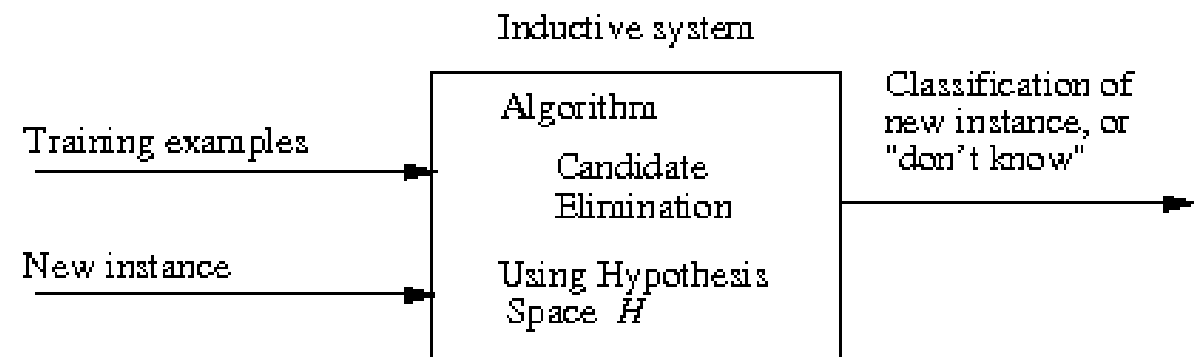 Inductive system
Training examples
New instance
Algorithm
Candidate
Elimination
Using Hypothesis
Space H
Classification of
new instance, or
"don't know"